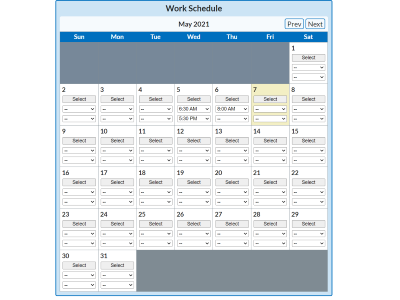 Work Schedule
May 2021 Prev Next
Sun Mon Tue Wed Thu Fri Sat
1
Select
--
--
2 3 4 5 6 7 8
Select Select Select Select Select Select Select
-- -- -- 6:30 AM 8:00 AM -- --
-- -- -- 5:30 PM -- -- --
9 10 11 12 13 14 15
Select Select Select Select Select Select Select
-- -- -- -- -- -- --
-- -- -- -- -- -- --
16 17 18 19 20 21 22
Select Select Select Select Select Select Select
-- -- -- -- -- -- --
-- -- -- -- -- -- --
23 24 25 26 27 28 29
Select Select Select Select Select Select Select
-- -- -- -- -- -- --
-- -- -- -- -- -- --
30 31
Select Select
-- --
-- --